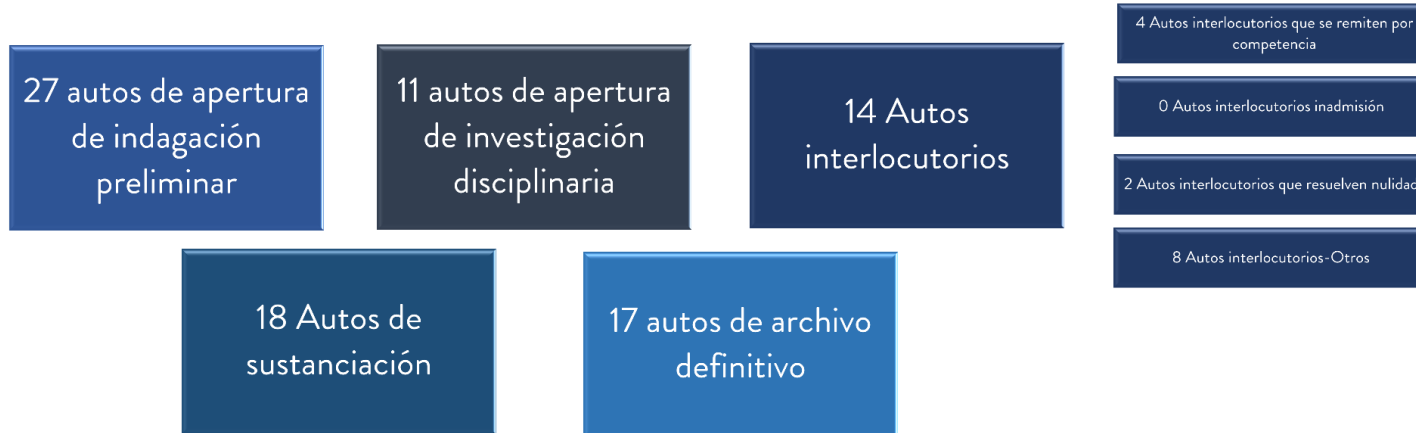 27 autos de apertura
de indagación
preliminar
11 autos de apertura
de investigación
disciplinaria
14 Autos
interlocutorios
4 Autos interlocutorios que se remiten por
competencia
0 Autos interlocutorios inadmisión
2 Autos interlocutorios que resuelven nulidad
8 Autos interlocutorios-Otros
18 Autos de
sustanciación
17 autos de archivo
definitivo